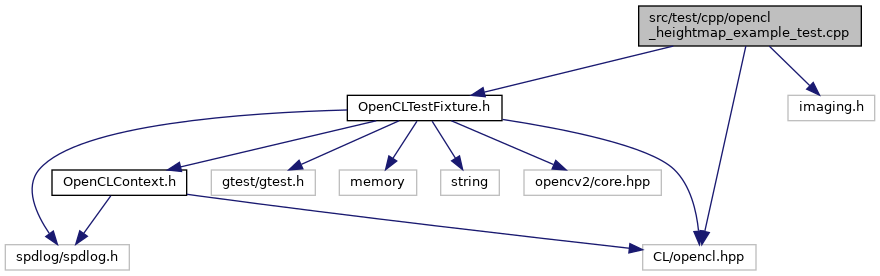 src/test/cpp/opencl
_heightmap_example_test.cpp
OpenCLTestFixture.h
imaging.h
OpenCLContext.h
gtest/gtest.h
memory
string
opencv2/core.hpp
spdlog/spdlog.h
CL/opencl.hpp